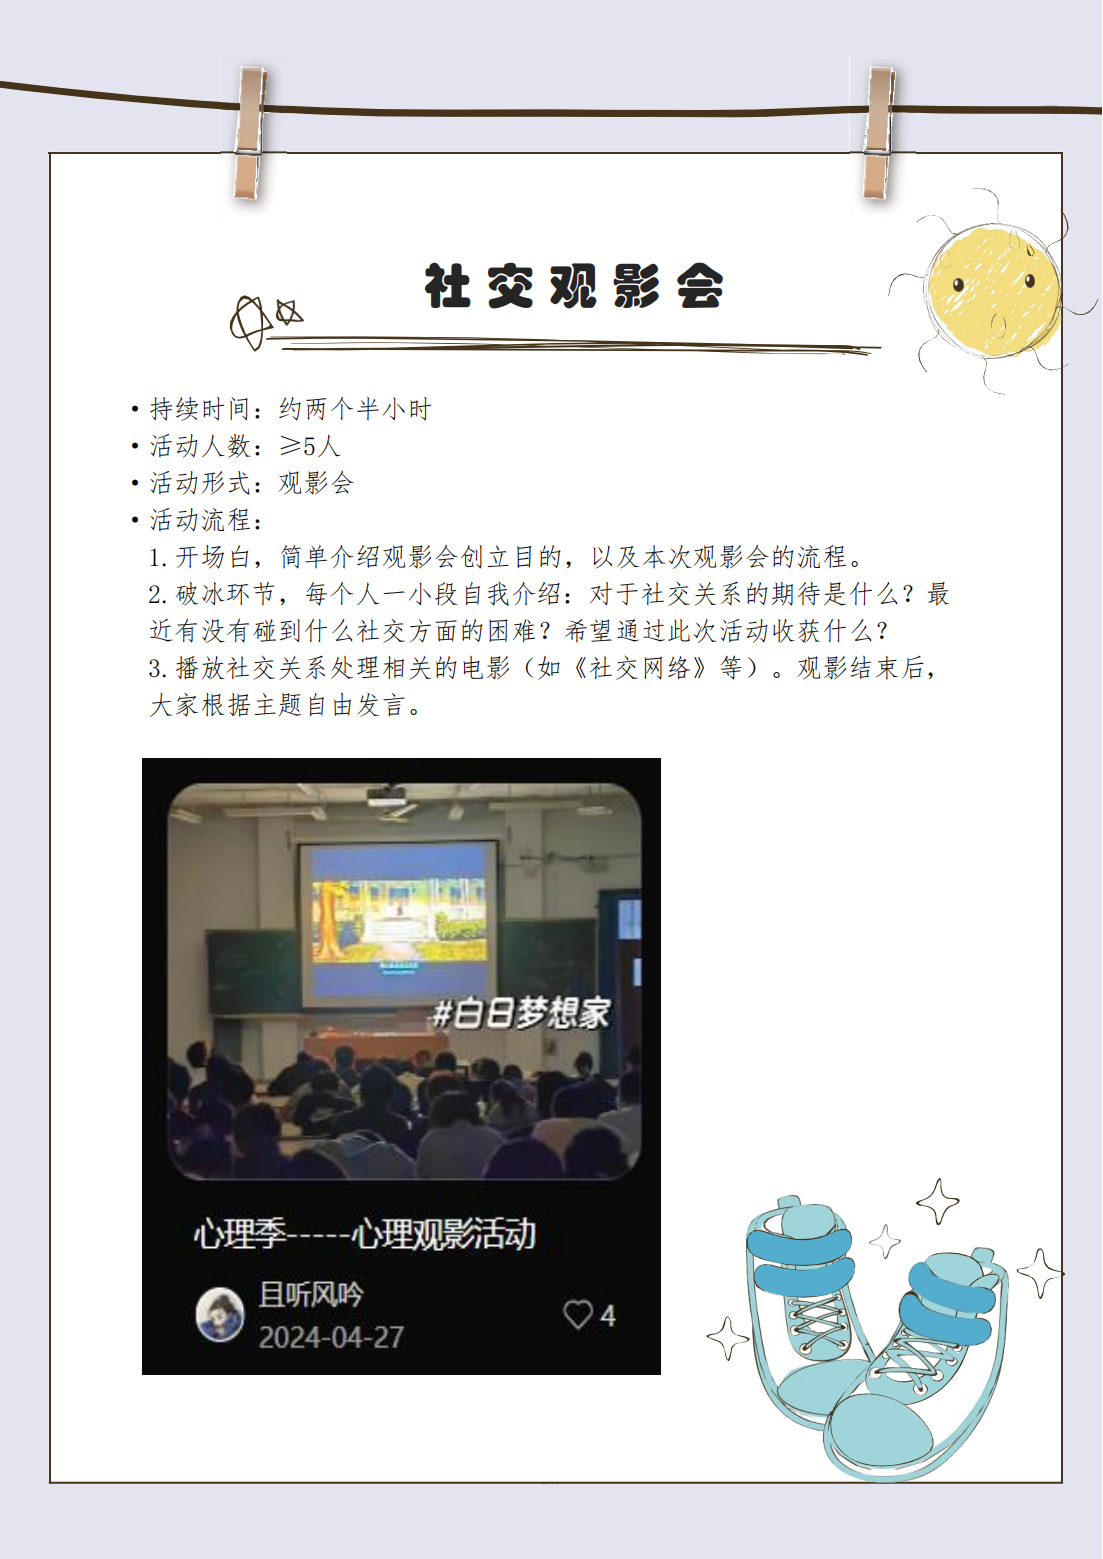 社交观影会
• 持续时间：约两个半小时
• 活动人数：≥5人
• 活动形式：观影会
• 活动流程：
1.开场白，简单介绍观影会创立目的，以及本次观影会的流程。
2.破冰环节，每个人一小段自我介绍：对于社交关系的期待是什么？最
近有没有碰到什么社交方面的困难？希望通过此次活动收获什么？
3.播放社交关系处理相关的电影（如《社交网络》等）。观影结束后，
大家根据主题自由发言。
#白日梦想家
心理季-----心理观影活动
且听风吟
2024-04-27
4